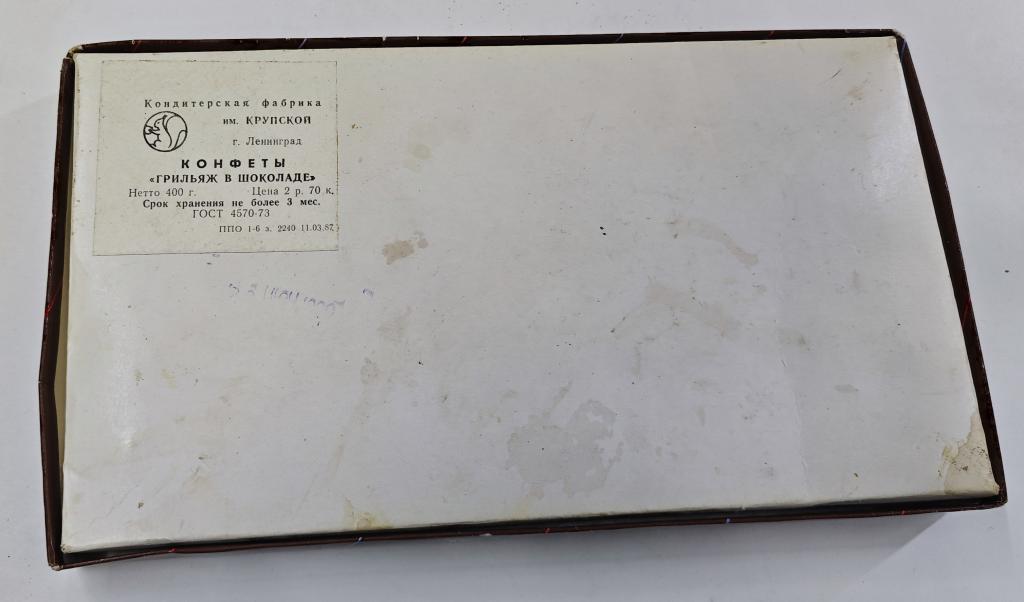 Кондитерская фабрика
им. КРУПСКОЙ
г. Ленинград
КОНФЕТЫ
«ГРИЛЬЯЖ В ШОКОЛАДЕ»
Нетто 400 г. Цена 2 р. 70 к.
Срок хранения не более 3 мес.
ГОСТ 4570-73
ППО 1-6 з. 2240 11.03.87